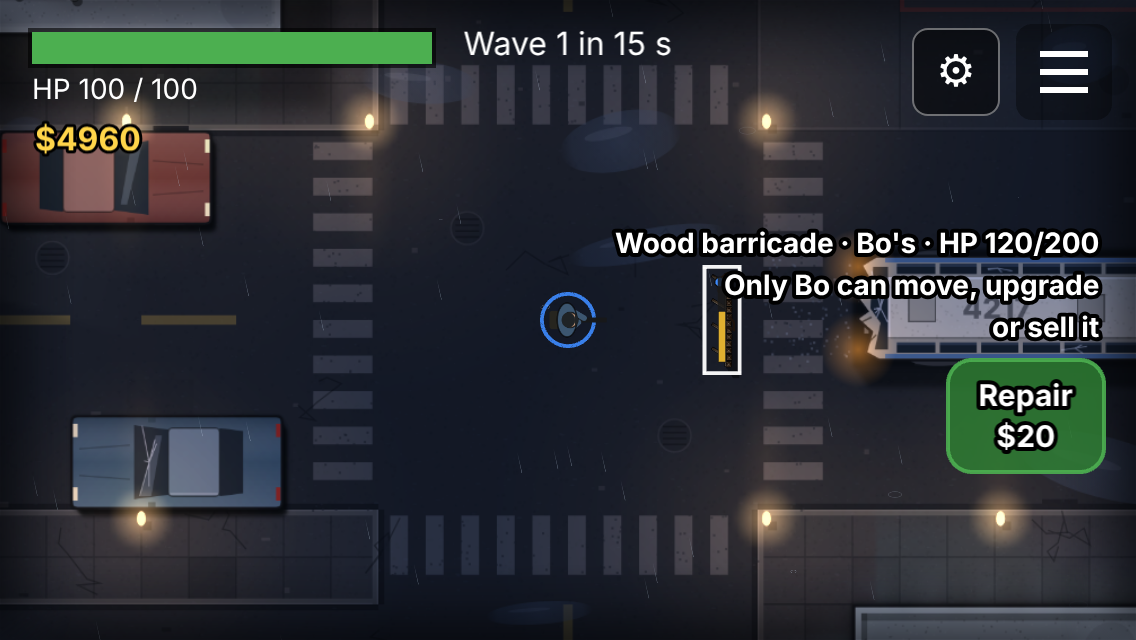 Wave 1 in 15 s
HP 100 / 100
$4960
Wood barricade · Bo's · HP 120/200
Only Bo can move, upgrade
or sell it
Repair
$20